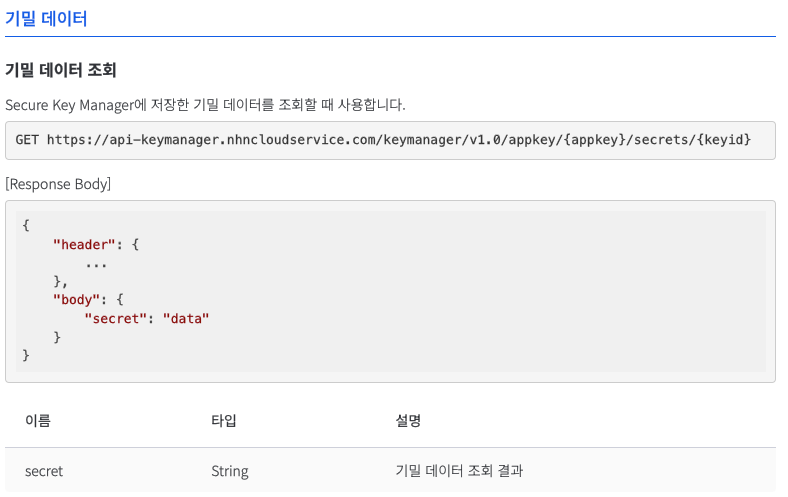 기밀 데이터
기밀 데이터 조회
Secure Key Manager에 저장한 기밀 데이터를 조회할 때 사용합니다.
GET https://api-keymanager.nhncloudservice.com/keymanager/v1.0/appkey/{appkey}/secrets/{keyid}
[Response Body]
{
    "header": {
        ...
    },
    "body": {
        "secret": "data"
    }
}
이름 타입 설명
secret String 기밀 데이터 조회 결과